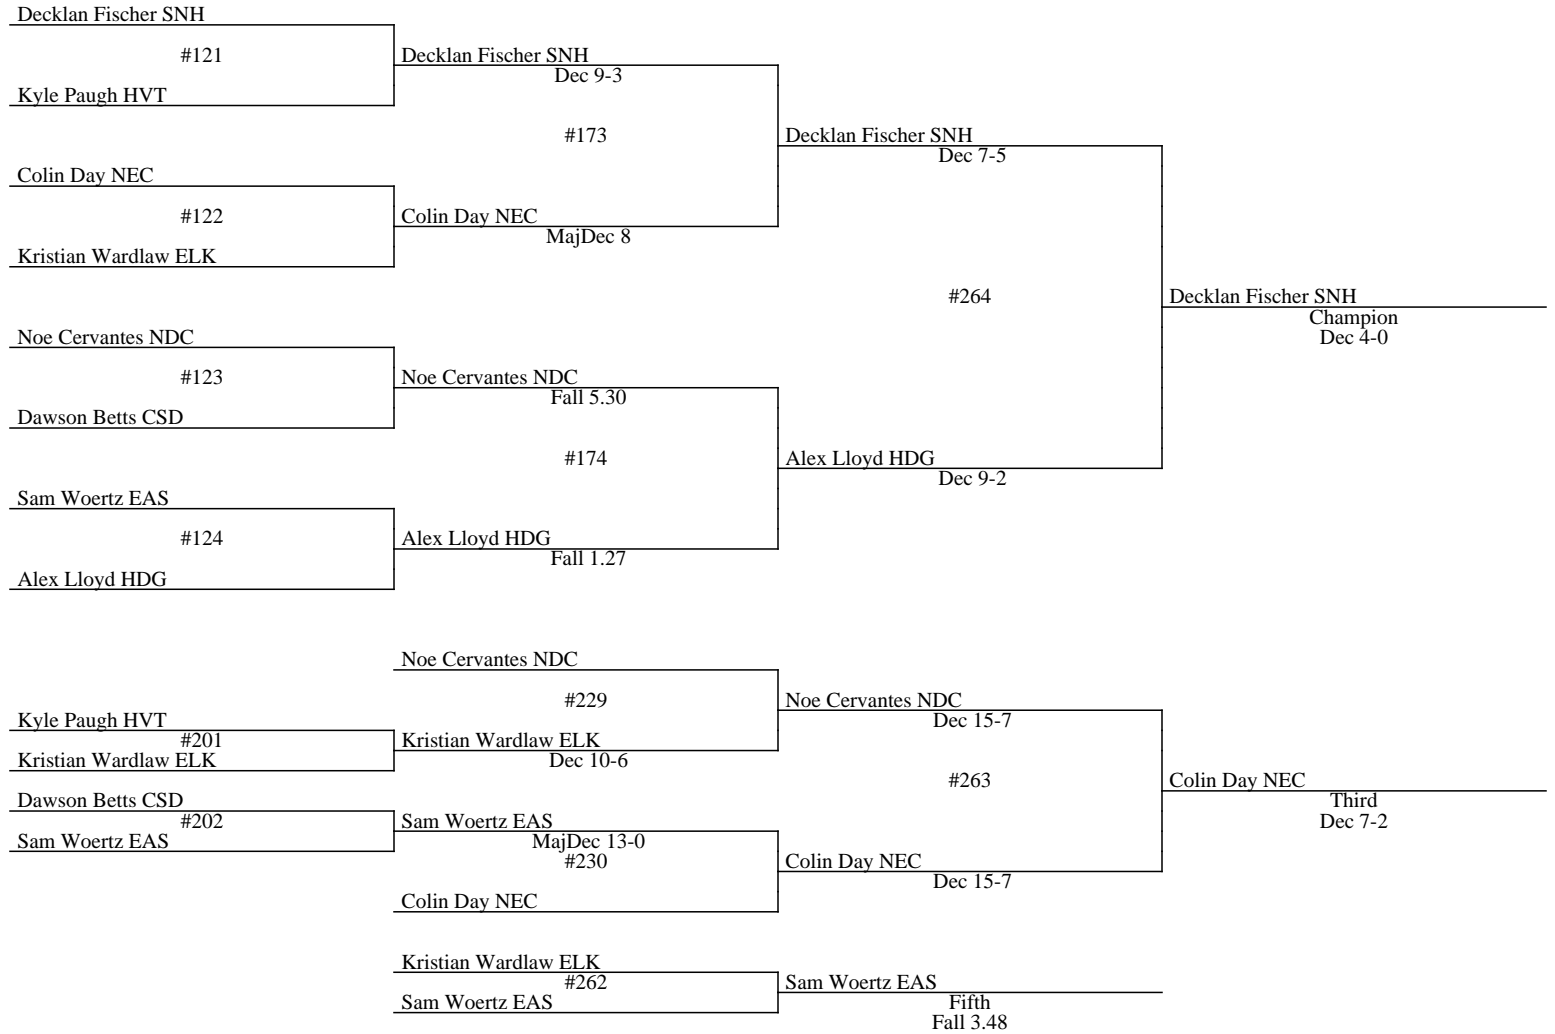 Decklan Fischer SNH
#121
Decklan Fischer SNH
Dec 9-3
Kyle Paugh HVT
#173
Decklan Fischer SNH
Dec 7-5
Colin Day NEC
#122
Colin Day NEC
MajDec 8
Kristian Wardlaw ELK
#264
Decklan Fischer SNH
Champion
Dec 4-0
Noe Cervantes NDC
#123
Noe Cervantes NDC
Fall 5.30
Dawson Betts CSD
#174
Alex Lloyd HDG
Dec 9-2
Sam Woertz EAS
#124
Alex Lloyd HDG
Fall 1.27
Alex Lloyd HDG
Noe Cervantes NDC
#229
Noe Cervantes NDC
Dec 15-7
Kyle Paugh HVT
#201
Kristian Wardlaw ELK
Kristian Wardlaw ELK
Dec 10-6
#263
Colin Day NEC
Third
Dec 7-2
Dawson Betts CSD
#202
Sam Woertz EAS
Sam Woertz EAS
MajDec 13-0
#230
Colin Day NEC
Dec 15-7
Colin Day NEC
Kristian Wardlaw ELK
#262
Sam Woertz EAS
Sam Woertz EAS
Fifth
Fall 3.48